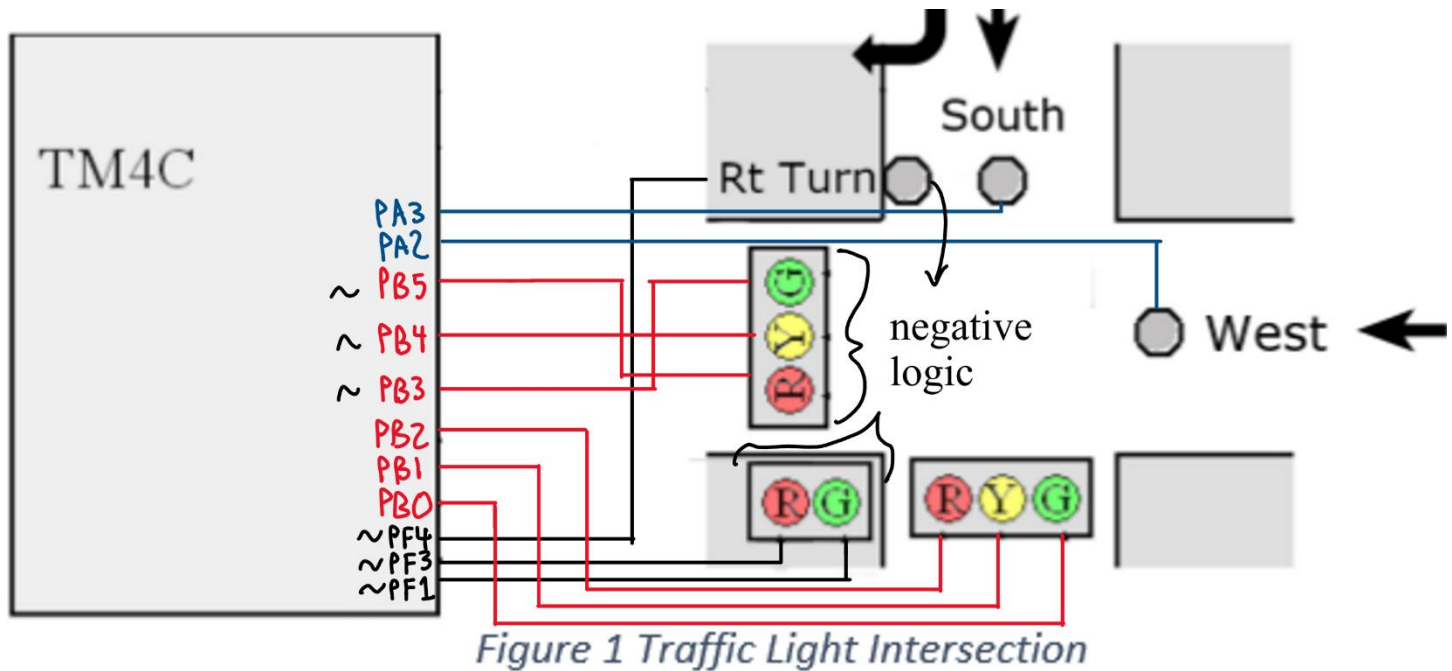 South
TM4C
Rt Turn
PA3
PA2
~ PB5
G
~ PB4
Y
negative
logic
West
~ PB3
R
PB2
PB1
PB0
R G
R Y G
~PF4
~PF3
~PF1
Figure 1 Traffic Light Intersection